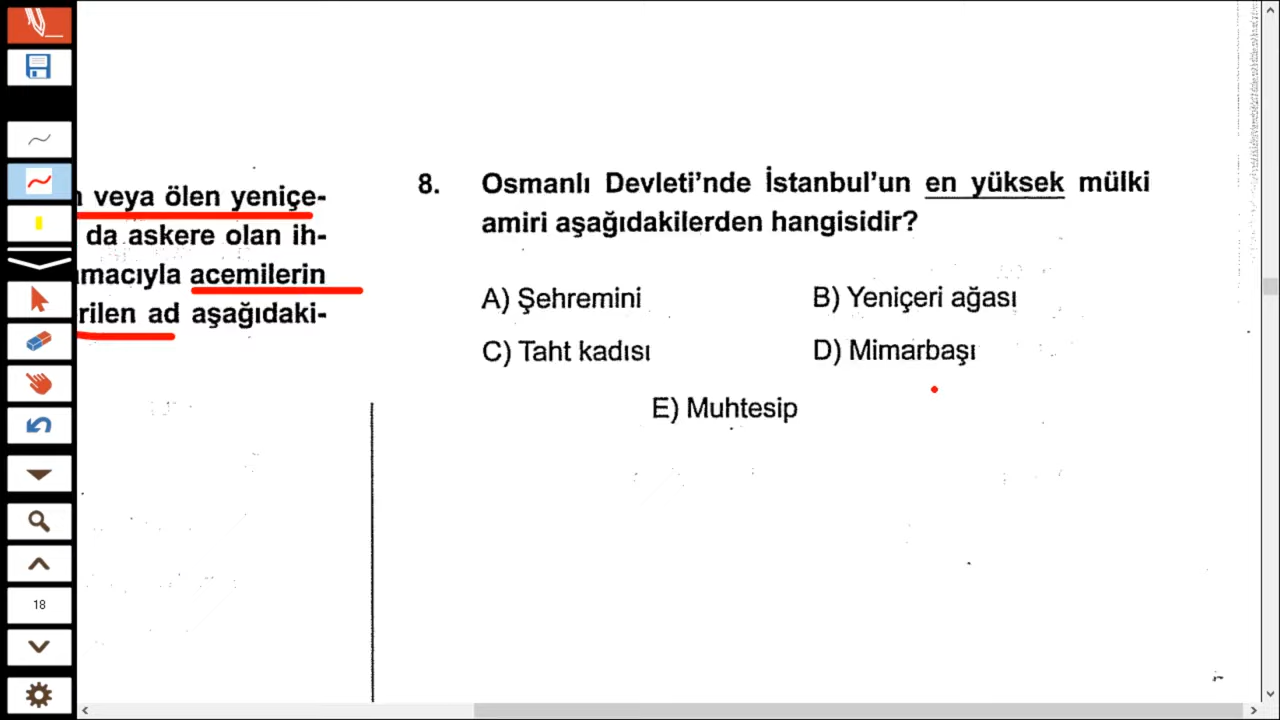 veya ölen yeniçe-
da askere olan ih-
macıyla acemilerin
rilen ad aşağıdaki-
8. Osmanlı Devleti'nde İstanbul'un en yüksek mülki
amiri aşağıdakilerden hangisidir?
A) Şehremini B) Yeniçeri ağası
C) Taht kadısı D) Mimarbaşı
E) Muhtesip
18